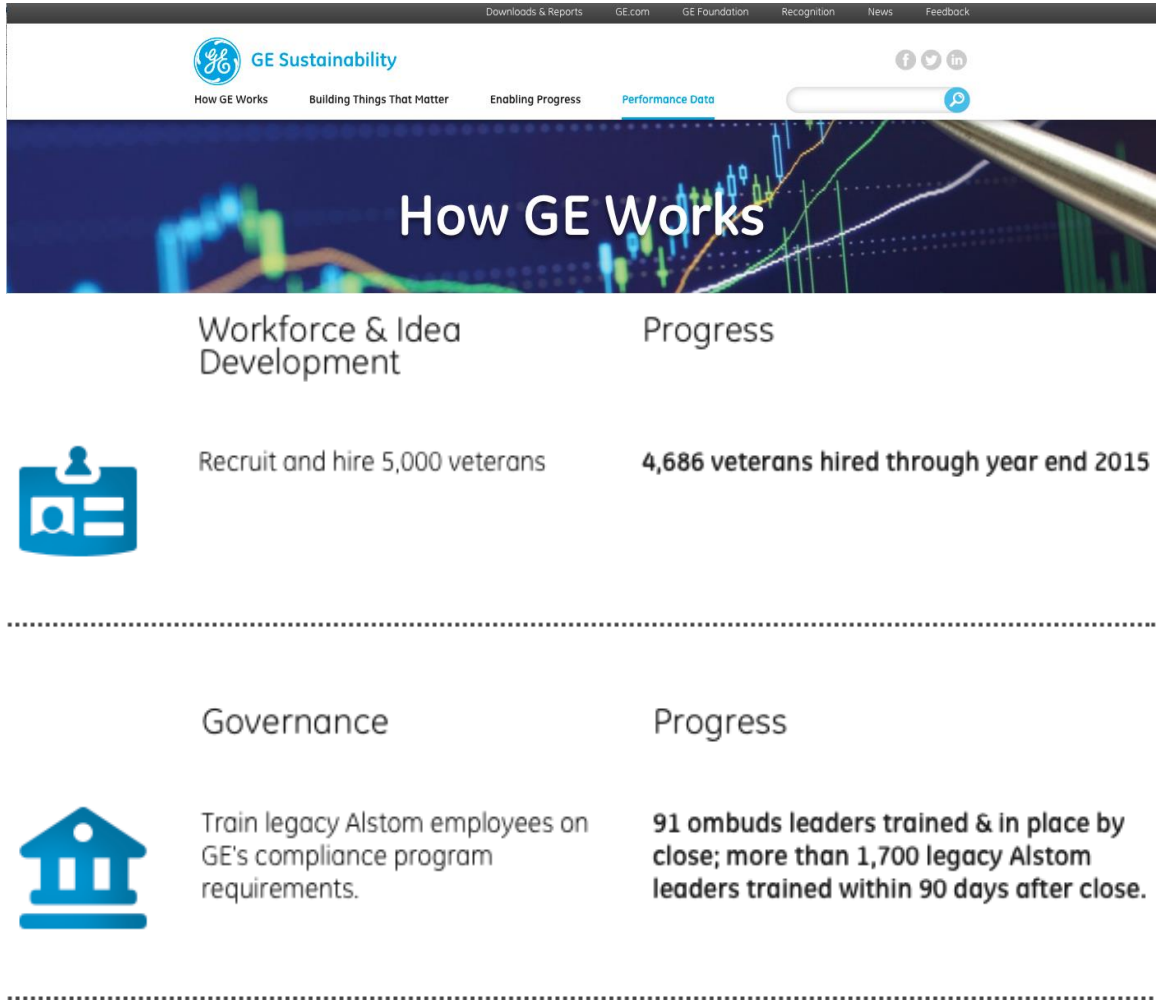 Downloads & Reports GE.com GE Foundation Recognition News Feedback
GE Sustainability
How GE Works Building Things That Matter Enabling Progress Performance Data
How GE Works
Workforce & Idea
Development
Progress
Recruit and hire 5,000 veterans
4,686 veterans hired through year end 2015
Governance
Progress
Train legacy Alstom employees on
GE's compliance program
requirements.
91 ombuds leaders trained & in place by
close; more than 1,700 legacy Alstom
leaders trained within 90 days after close.